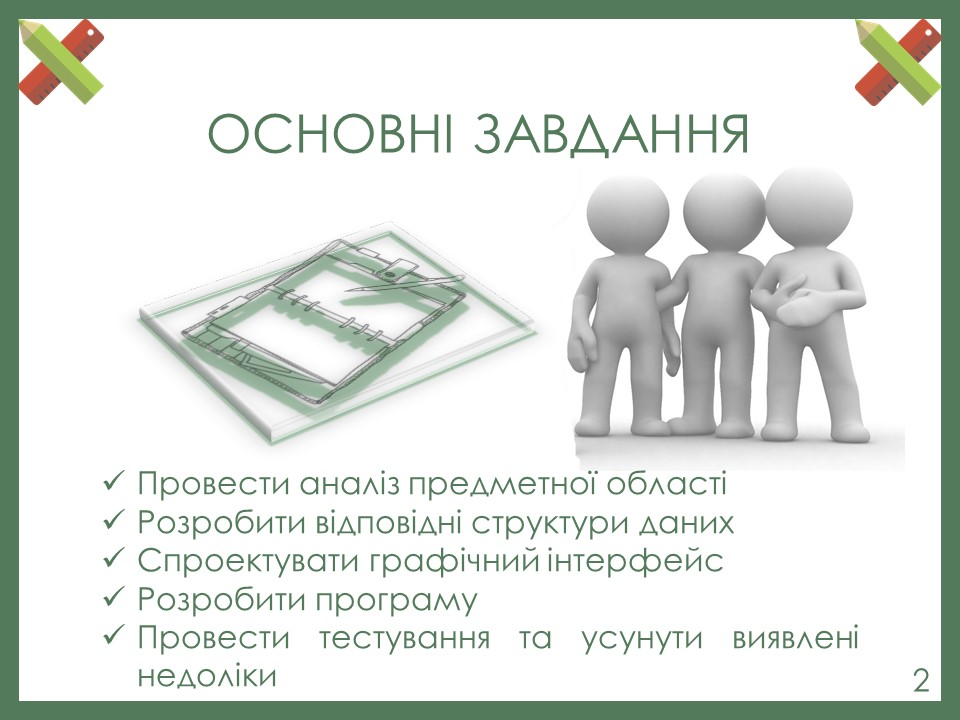 ОСНОВНІ ЗАВДАННЯ
✓ Провести аналіз предметної області
✓ Розробити відповідні структури даних
✓ Спроектувати графічний інтерфейс
✓ Розробити програму
✓ Провести тестування та усунути виявлені
недоліки
2